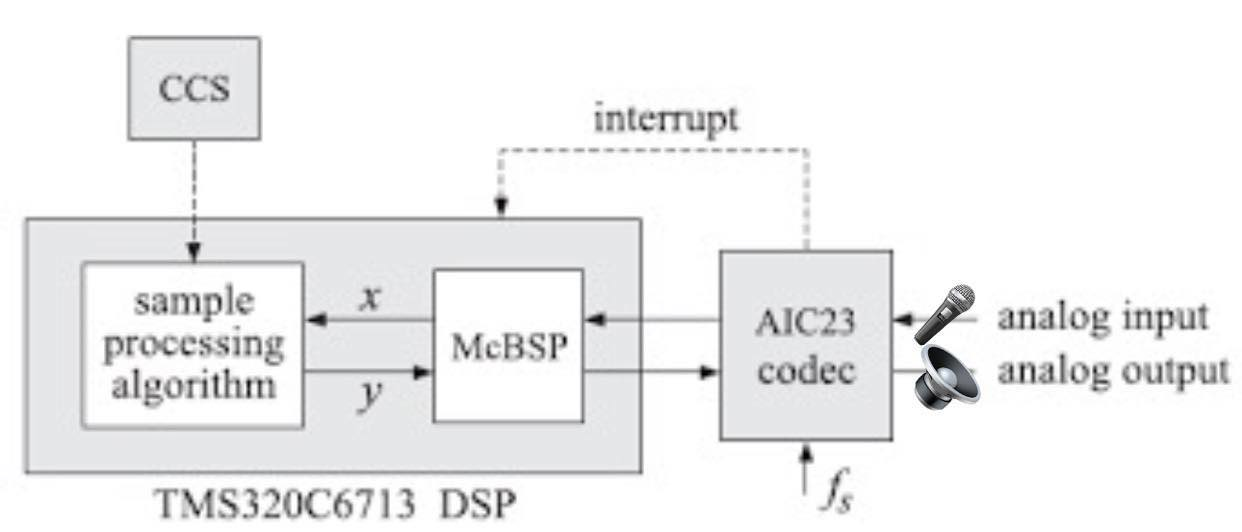 CCS
interrupt
sample
processing
algorithm
x
y
McBSP
AIC23
codec
analog input
analog output
fs
TMS320C6713 DSP